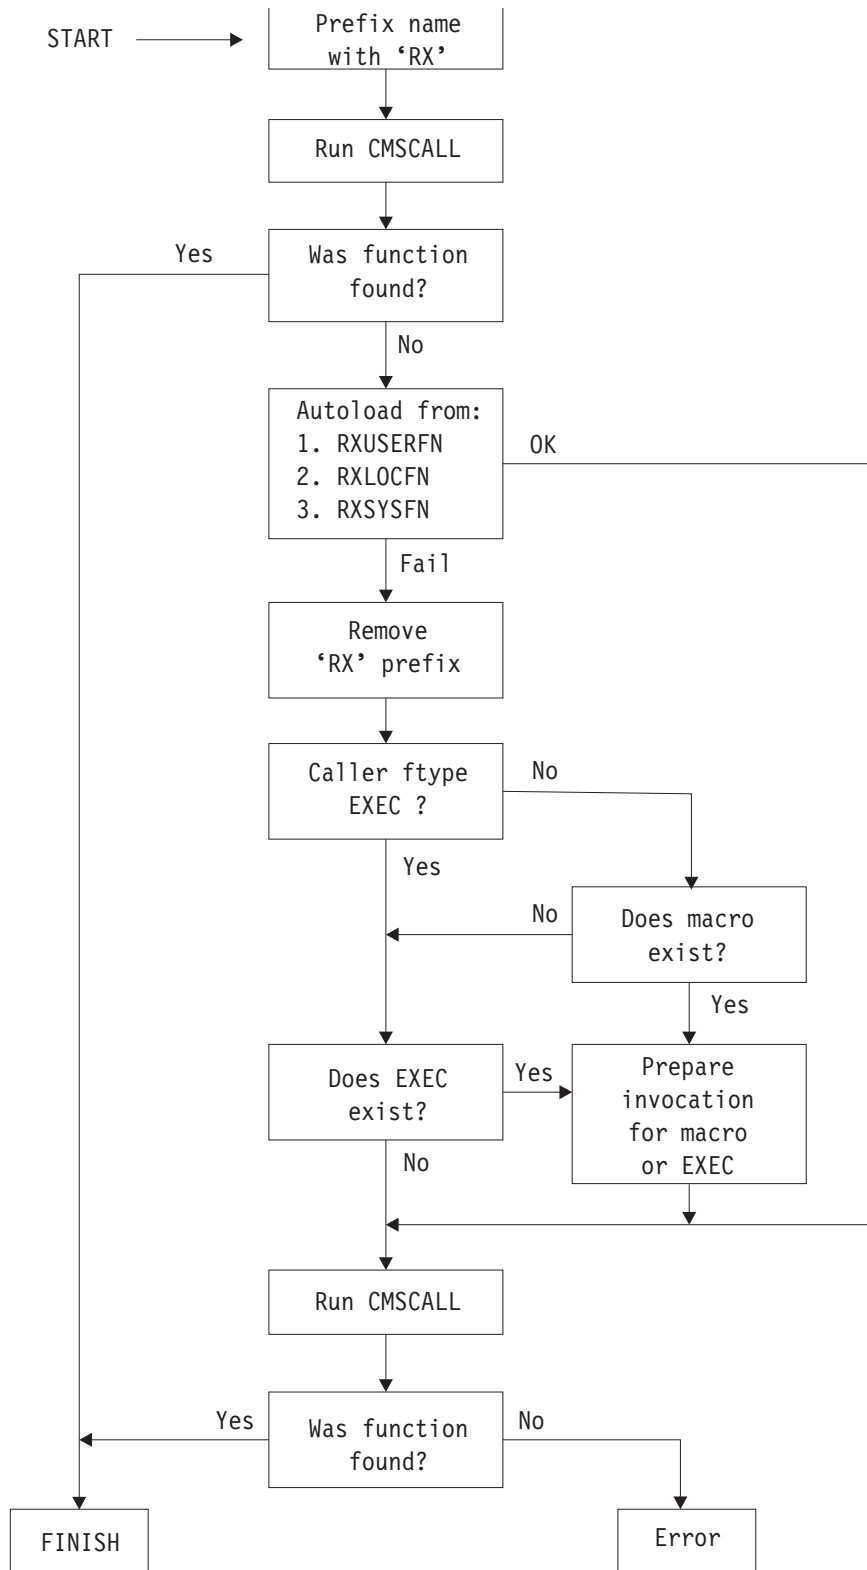 START
Prefix name
with ‘RX’
Run CMSCALL
Yes
Was function
found?
No
Autoload from:
1. RXUSERFN
2. RXLOCFN
3. RXSYSFN
OK
Fail
Remove
‘RX’ prefix
Caller ftype
EXEC ?
No
Yes
No
Does macro
exist?
Yes
Does EXEC
exist?
Yes
Prepare
invocation
for macro
or EXEC
No
Run CMSCALL
Yes
Was function
found?
No
FINISH
Error